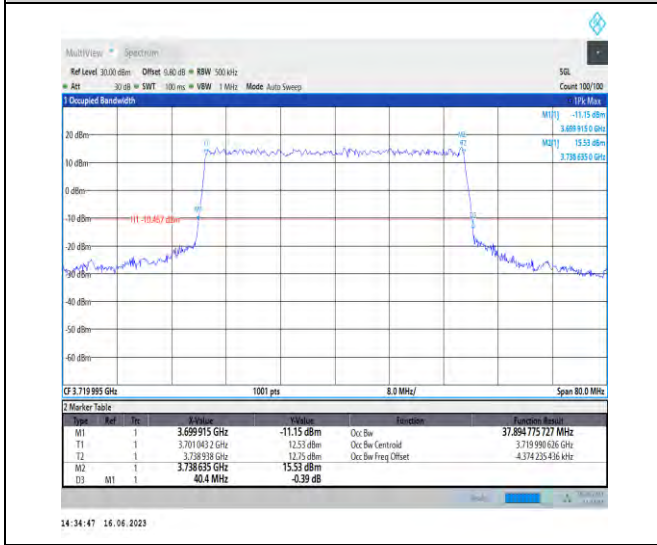 MultiView Spectrum
Ref Level 30.00 dBm Offset 0.80 dB RBW 500 kHz SGL
Att 30 dB SWT 100 ms VBW 1 MHz Mode Auto Sweep Count 100/100
1 Occupied Bandwidth 1Pk Max
M1[1] -11.15 dBm
3.699 915 0 GHz
M2[1] 15.53 dBm
3.738 635 0 GHz
20 dBm
10 dBm
0 dBm
-10 dBm H1 -10.467 dBm
-20 dBm
-30 dBm
-40 dBm
-50 dBm
-60 dBm
CF 3.719 995 GHz 1001 pts 8.0 MHz/ Span 80.0 MHz
2 Marker Table
Type Ref Trc X-Value Y-Value Function Function Result
M1 1 3.699 915 GHz -11.15 dBm Occ Bw 37.894 775 727 MHz
T1 1 3.701 043 2 GHz 12.53 dBm Occ Bw Centroid 3.719 990 626 GHz
T2 1 3.738 938 GHz 12.75 dBm Occ Bw Freq Offset -4.374 235 436 kHz
M2 1 3.738 635 GHz 15.53 dBm
D3 M1 1 40.4 MHz -0.39 dB
14:34:47 16.06.2023